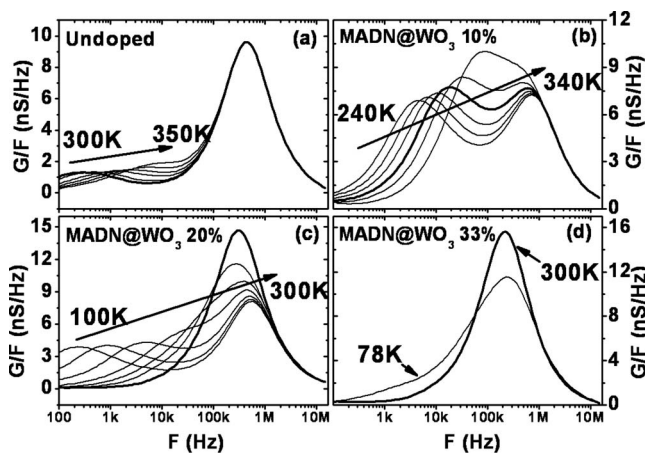 Undoped (a)
G/F (nS/Hz)
10
8
6
4
2
0
300K
350K
MADN@WO3 10% (b)
240K
340K
12
9
6
3
0
G/F (nS/Hz)
MADN@WO3 20% (c)
G/F (nS/Hz)
15
12
9
6
3
0
100K
300K
100 1k 10k 100k 1M 10M
F (Hz)
MADN@WO3 33% (d)
300K
78K
16
12
8
4
0
G/F (nS/Hz)
1k 10k 100k 1M 10M
F (Hz)